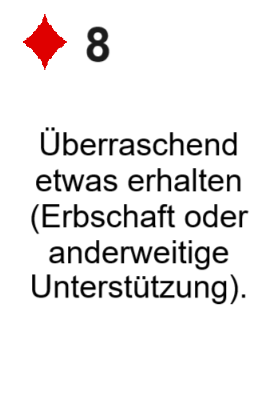 8
Überraschend
etwas erhalten
(Erbschaft oder
anderweitige
Unterstützung).